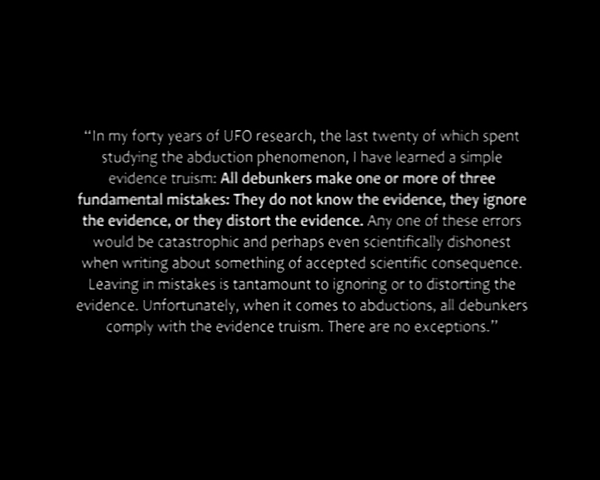 “In my forty years of UFO research, the last twenty of which spent
studying the abduction phenomenon, I have learned a simple
evidence truism: All debunkers make one or more of three
fundamental mistakes: They do not know the evidence, they ignore
the evidence, or they distort the evidence. Any one of these errors
would be catastrophic and perhaps even scientifically dishonest
when writing about something of accepted scientific consequence.
Leaving in mistakes is tantamount to ignoring or to distorting the
evidence. Unfortunately, when it comes to abductions, all debunkers
comply with the evidence truism. There are no exceptions.”